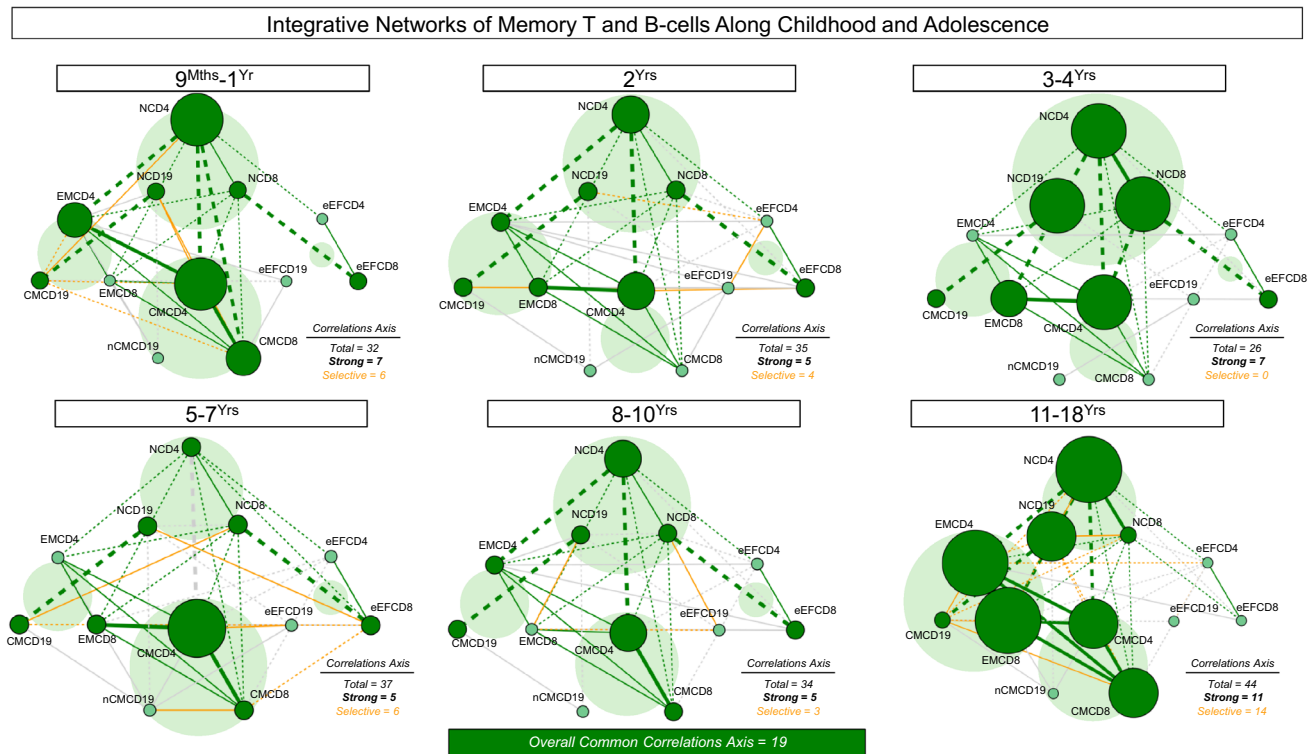 Integrative Networks of Memory T and B-cells Along Childhood and Adolescence
9Mths-1Yr
NCD4
NCD19
NCD8
EMCD4
eEFCD4
eEFCD19
eEFCD8
CMCD19
EMCD8
CMCD4
nCMCD19
CMCD8
Correlations Axis
Total = 32
Strong = 7
Selective = 6
2Yrs
NCD4
NCD19
NCD8
EMCD4
eEFCD4
eEFCD19
eEFCD8
CMCD19
EMCD8
CMCD4
nCMCD19
CMCD8
Correlations Axis
Total = 35
Strong = 5
Selective = 4
3-4Yrs
NCD4
NCD19
NCD8
EMCD4
eEFCD4
eEFCD19
eEFCD8
CMCD19
EMCD8
CMCD4
nCMCD19
CMCD8
Correlations Axis
Total = 26
Strong = 7
Selective = 0
5-7Yrs
NCD4
NCD19
NCD8
EMCD4
eEFCD4
eEFCD19
eEFCD8
CMCD19
EMCD8
CMCD4
nCMCD19
CMCD8
Correlations Axis
Total = 37
Strong = 5
Selective = 6
8-10Yrs
NCD4
NCD19
NCD8
EMCD4
eEFCD4
eEFCD19
eEFCD8
CMCD19
EMCD8
CMCD4
nCMCD19
CMCD8
Correlations Axis
Total = 34
Strong = 5
Selective = 3
11-18Yrs
NCD4
NCD19
NCD8
EMCD4
eEFCD4
eEFCD19
eEFCD8
CMCD19
EMCD8
CMCD4
nCMCD19
CMCD8
Correlations Axis
Total = 44
Strong = 11
Selective = 14
Overall Common Correlations Axis = 19